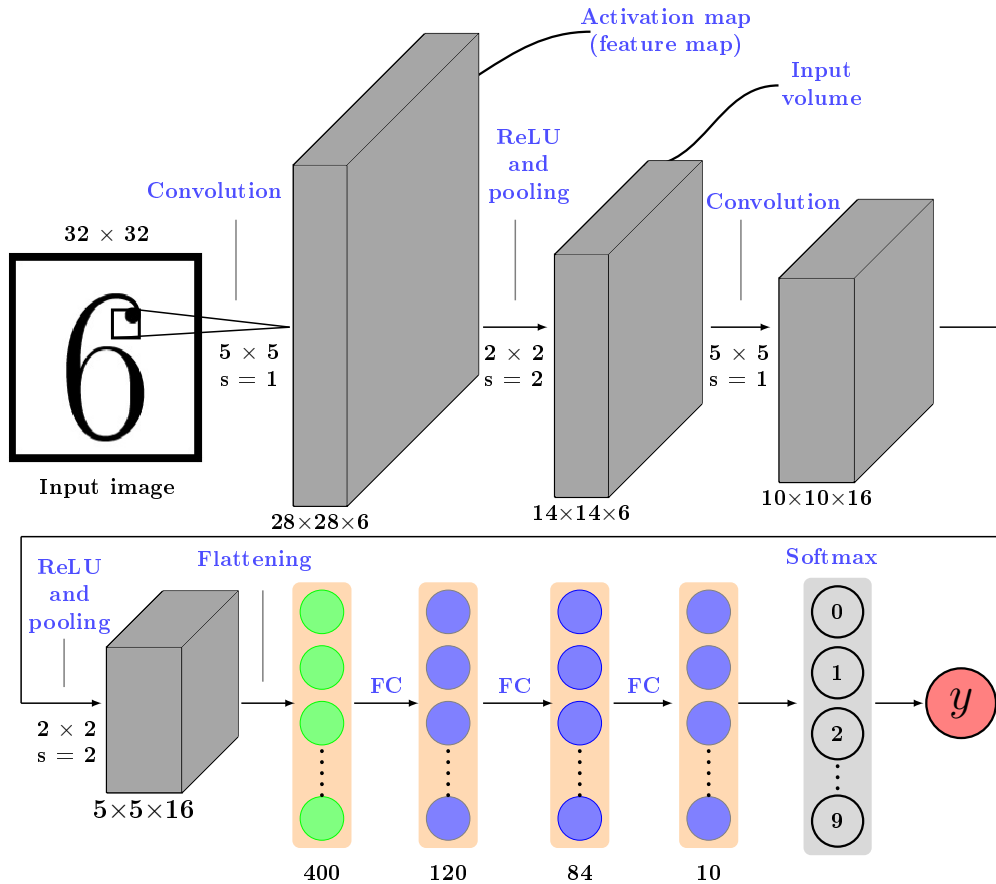 Activation map
(feature map)
Input
volume
ReLU
and
pooling
Convolution
Convolution
32 × 32
6
5 × 5
s = 1
2 × 2
s = 2
5 × 5
s = 1
Input image
28×28×6
14×14×6
10×10×16
ReLU
and
pooling
Flattening
Softmax
0
1
2
9
FC
FC
FC
y
2 × 2
s = 2
5×5×16
400
120
84
10